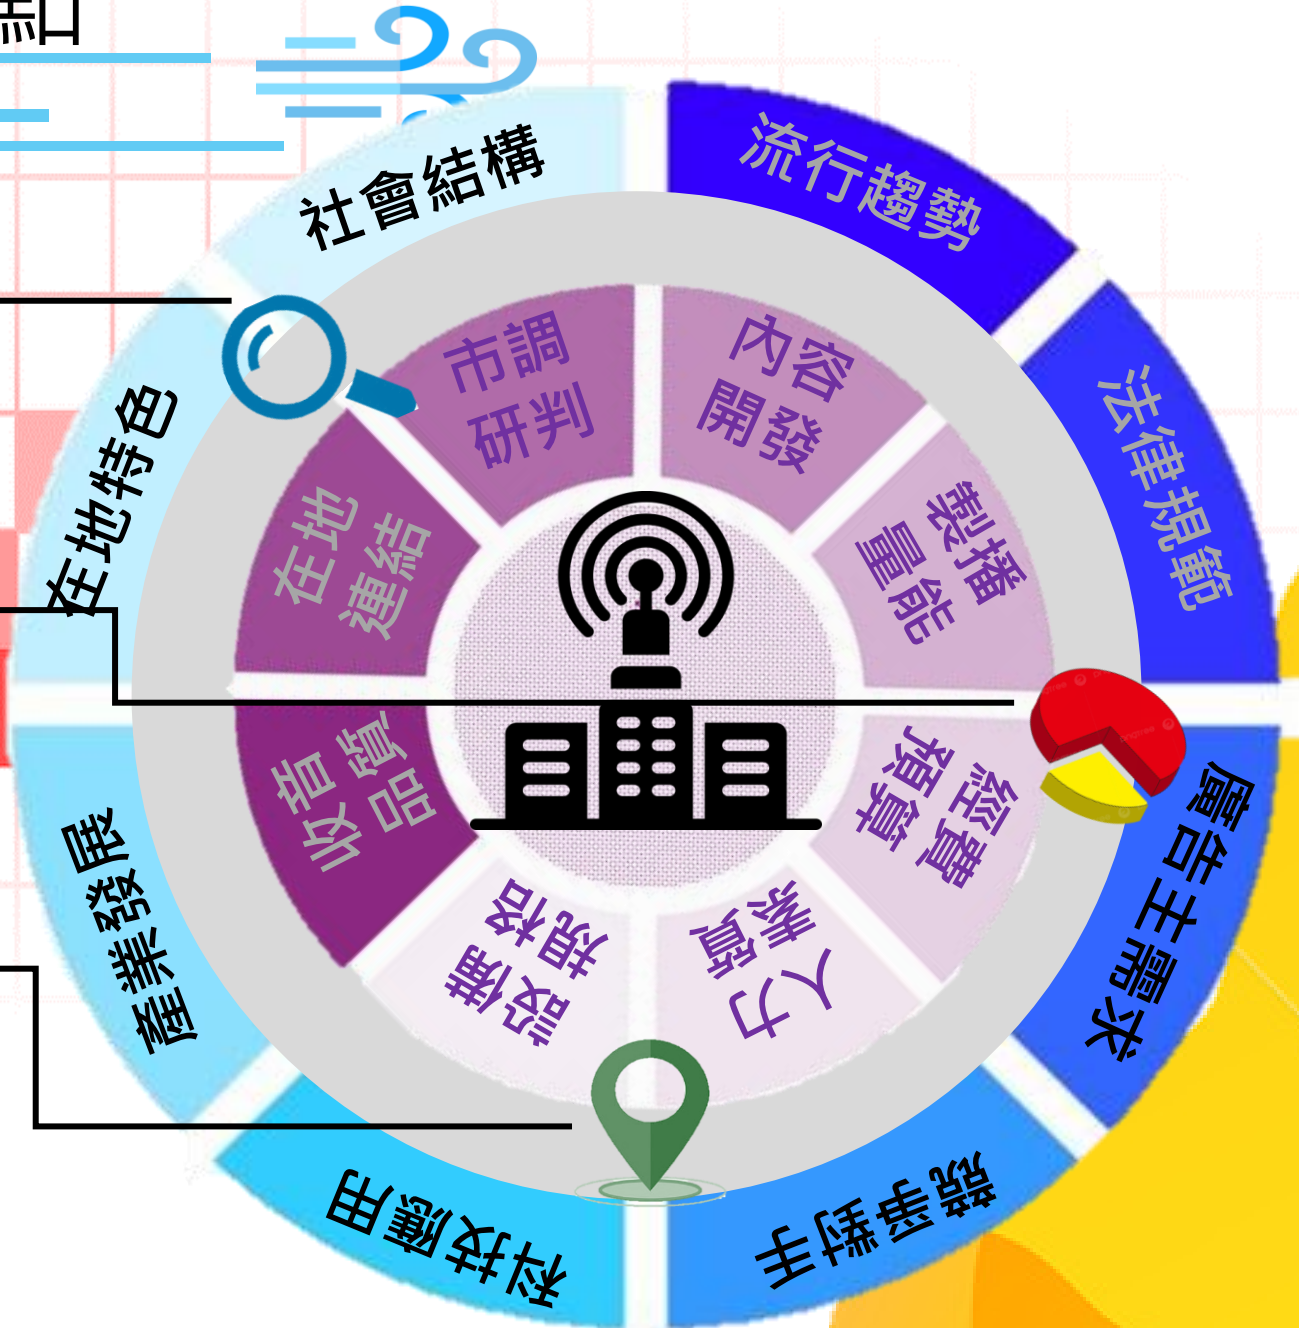 點
社會結構
流行趨勢
法律規範
廣告主需求
競爭對手
科技應用
產業發展
在地特色
市調
研判
內容
開發
製播
量能
經費
預算
人力
素質
設備
規格
收音
品質
在地
連結